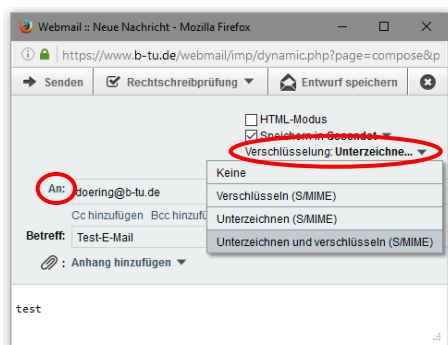 Webmail :: Neue Nachricht - Mozilla Firefox
https://www.b-tu.de/webmail/imp/dynamic.php?page=compose&p
Senden Rechtschreibprüfung Entwurf speichern
HTML-Modus
Speichern in Gesendet
Verschlüsselung: Unterzeichne...
Keine
An: doering@b-tu.de
Verschlüsseln (S/MIME)
Cc hinzufügen Bcc hinzufü
Unterzeichnen (S/MIME)
Betreff: Test-E-Mail
Unterzeichnen und verschlüsseln (S/MIME)
: Anhang hinzufügen
test